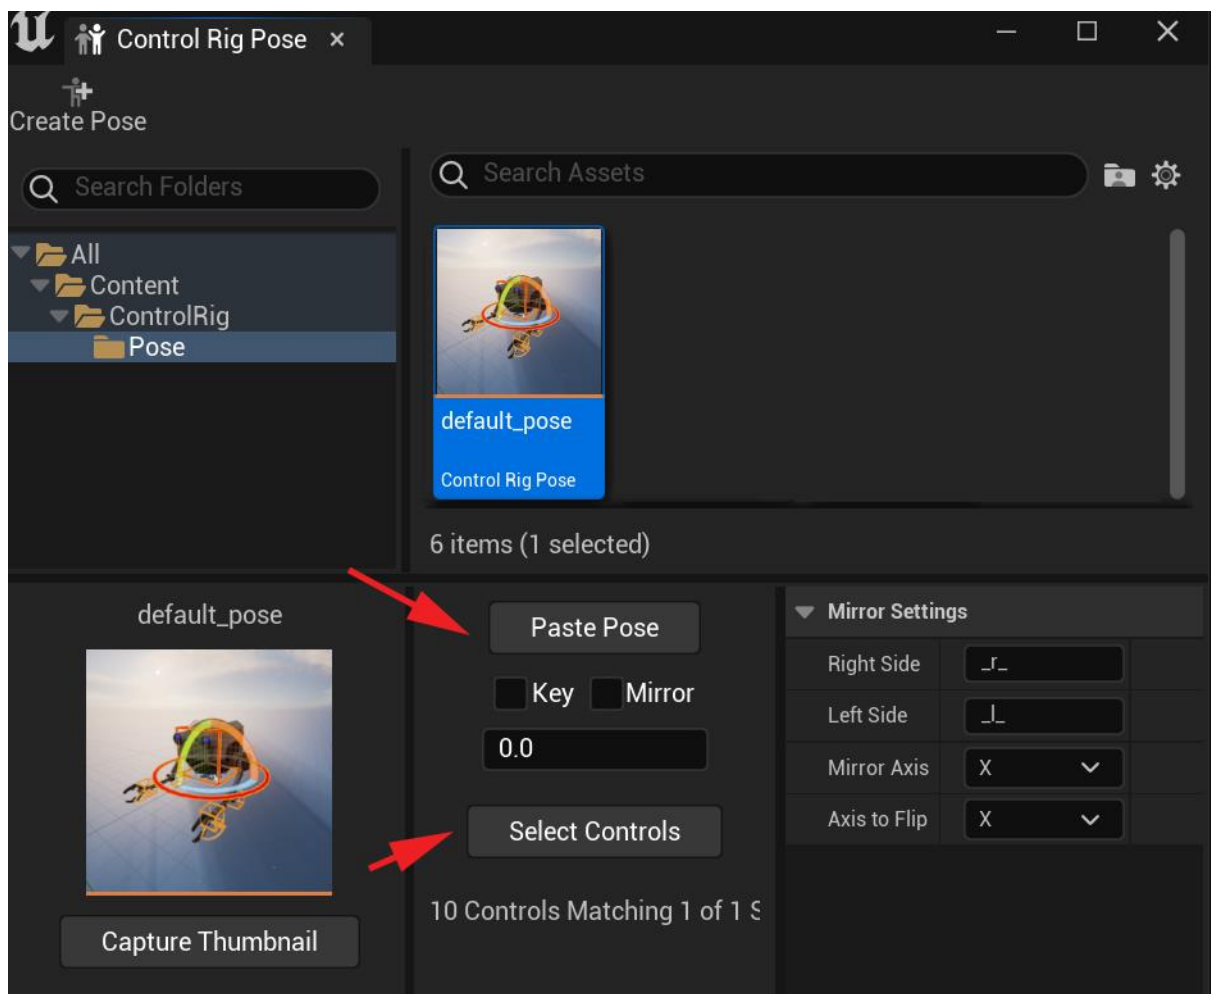 Control Rig Pose
Create Pose
Search Folders
Search Assets
All
Content
ControlRig
Pose
default_pose
Control Rig Pose
6 items (1 selected)
default_pose
Capture Thumbnail
Paste Pose
Key Mirror
0.0
Select Controls
10 Controls Matching 1 of 1 S
Mirror Settings
Right Side _r_
Left Side _l_
Mirror Axis X
Axis to Flip X